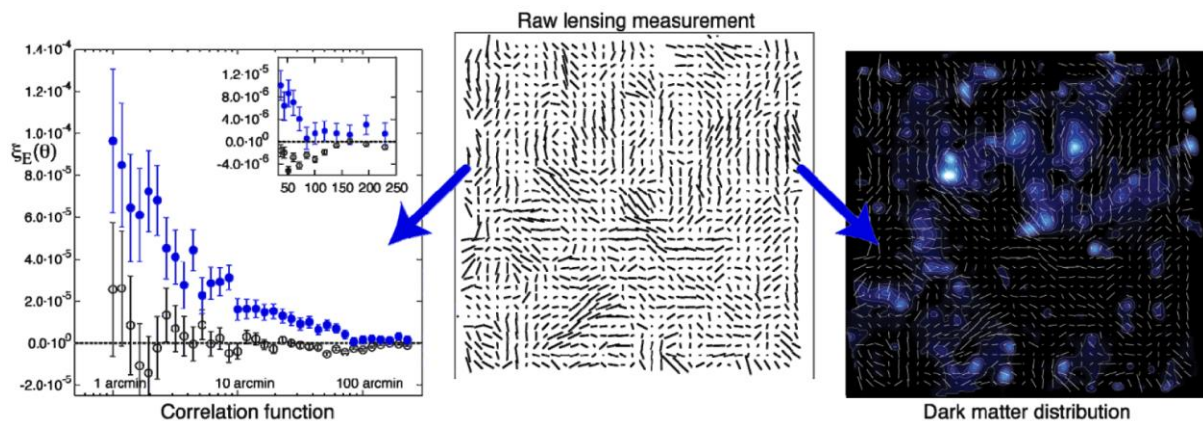 Raw lensing measurement
1.4·10⁻⁴
1.2·10⁻⁴
1.0·10⁻⁴
8.0·10⁻⁵
6.0·10⁻⁵
4.0·10⁻⁵
2.0·10⁻⁵
0.0·10⁰
-2.0·10⁻⁵
ξE(θ)
1.2·10⁻⁵
8.0·10⁻⁶
4.0·10⁻⁶
0.0·10⁰
-4.0·10⁻⁶
50 100 150 200 250
1 arcmin 10 arcmin 100 arcmin
Correlation function
Dark matter distribution